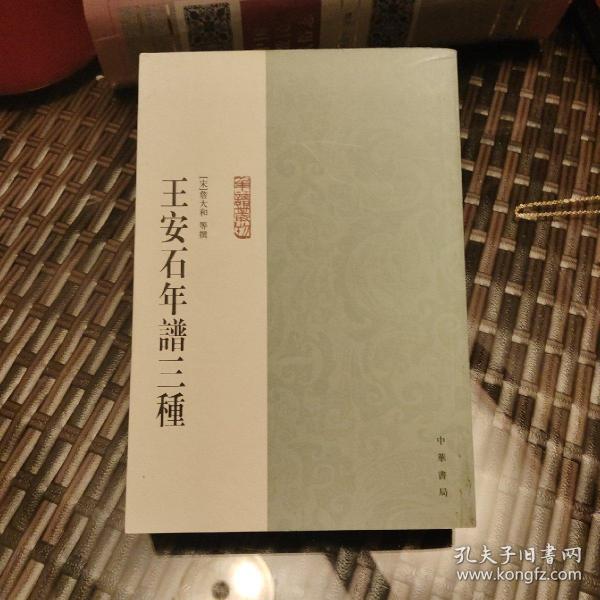 王安石年譜三種
[宋]詹大和 等撰
年譜叢刊
中華書局
孔夫子旧書网
www.kongfz.com